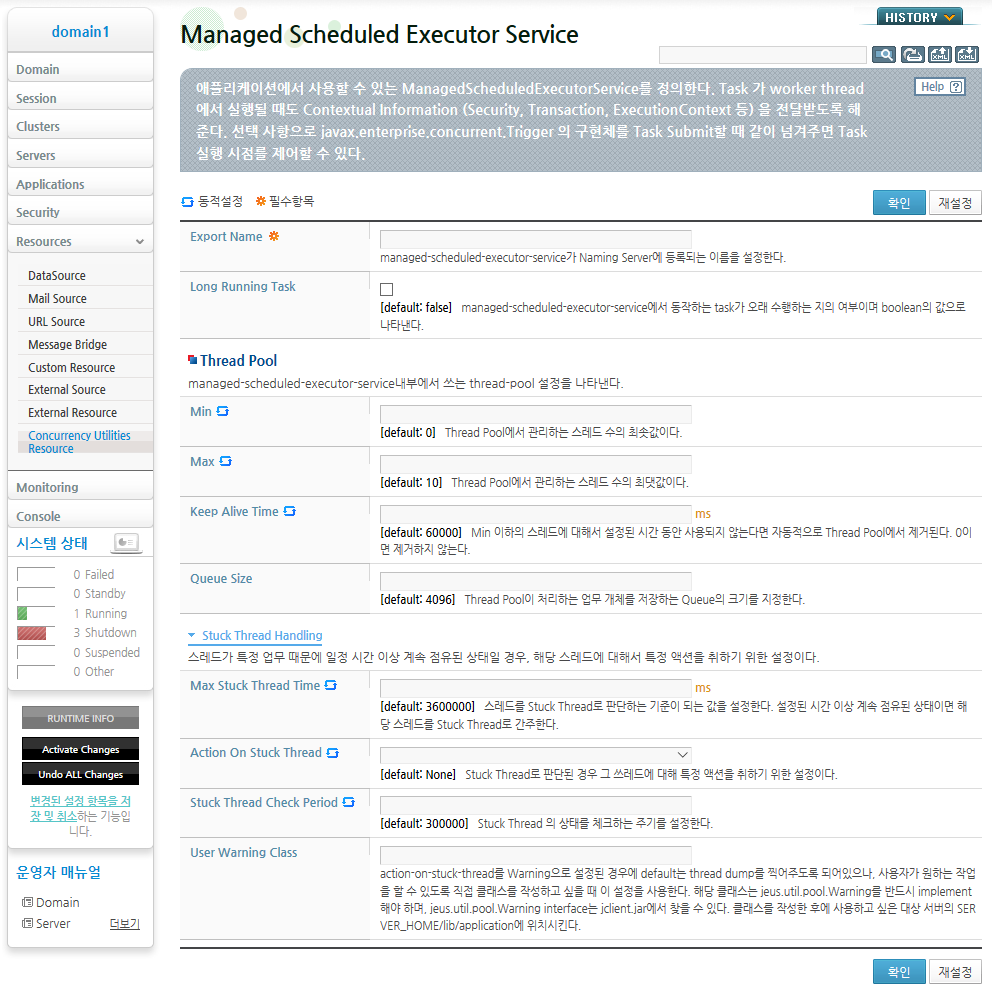 domain1
Domain
Session
Clusters
Servers
Applications
Security
Resources
DataSource
Mail Source
URL Source
Message Bridge
Custom Resource
External Source
External Resource
Concurrency Utilities
Resource
Monitoring
Console
시스템 상태
0 Failed
0 Standby
1 Running
3 Shutdown
0 Suspended
0 Other
RUNTIME INFO
Activate Changes
Undo ALL Changes
변경된 설정 항목을 저
장 및 취소하는 기능입
니다.
운영자 매뉴얼
Domain
Server 더보기
HISTORY
Managed Scheduled Executor Service
XML XML
Help ?
애플리케이션에서 사용할 수 있는 ManagedScheduledExecutorService를 정의한다. Task 가 worker thread
에서 실행될 때도 Contextual Information (Security, Transaction, ExecutionContext 등) 을 전달받도록 해
준다. 선택 사항으로 javax.enterprise.concurrent.Trigger 의 구현체를 Task Submit할 때 같이 넘겨주면 Task
실행 시점를 제어할 수 있다.
동적설정 필수항목
확인 재설정
Export Name
managed-scheduled-executor-service가 Naming Server에 등록되는 이름을 설정한다.
Long Running Task
[default: false] managed-scheduled-executor-service에서 동작하는 task가 오래 수행하는 지의 여부이며 boolean의 값으로
나타낸다.
Thread Pool
managed-scheduled-executor-service내부에서 쓰는 thread-pool 설정을 나타낸다.
Min
[default: 0] Thread Pool에서 관리하는 스레드 수의 최솟값이다.
Max
[default: 10] Thread Pool에서 관리하는 스레드 수의 최댓값이다.
Keep Alive Time
ms
[default: 60000] Min 이하의 스레드에 대해서 설정된 시간 동안 사용되지 않는다면 자동적으로 Thread Pool에서 제거된다. 0이
면 제거하지 않는다.
Queue Size
[default: 4096] Thread Pool이 처리하는 업무 개체를 저장하는 Queue의 크기를 지정한다.
Stuck Thread Handling
스레드가 특정 업무 때문에 일정 시간 이상 계속 점유된 상태일 경우, 해당 스레드에 대해서 특정 액션을 취하기 위한 설정이다.
Max Stuck Thread Time
ms
[default: 3600000] 스레드를 Stuck Thread로 판단하는 기준이 되는 값을 설정한다. 설정된 시간 이상 계속 점유된 상태이면 해
당 스레드를 Stuck Thread로 간주한다.
Action On Stuck Thread
[default: None] Stuck Thread로 판단된 경우 그 쓰레드에 대해 특정 액션을 취하기 위한 설정이다.
Stuck Thread Check Period
[default: 300000] Stuck Thread 의 상태를 체크하는 주기를 설정한다.
User Warning Class
action-on-stuck-thread를 Warning으로 설정된 경우에 default는 thread dump를 찍어주도록 되어있으나, 사용자가 원하는 작업
을 할 수 있도록 직접 클래스를 작성하고 싶을 때 이 설정을 사용한다. 해당 클래스는 jeus.util.pool.Warning를 반드시 implement
해야 하며, jeus.util.pool.Warning interface는 jclient.jar에서 찾을 수 있다. 클래스를 작성한 후에 사용하고 싶은 대상 서버의 SER
VER_HOME/lib/application에 위치시킨다.
확인 재설정